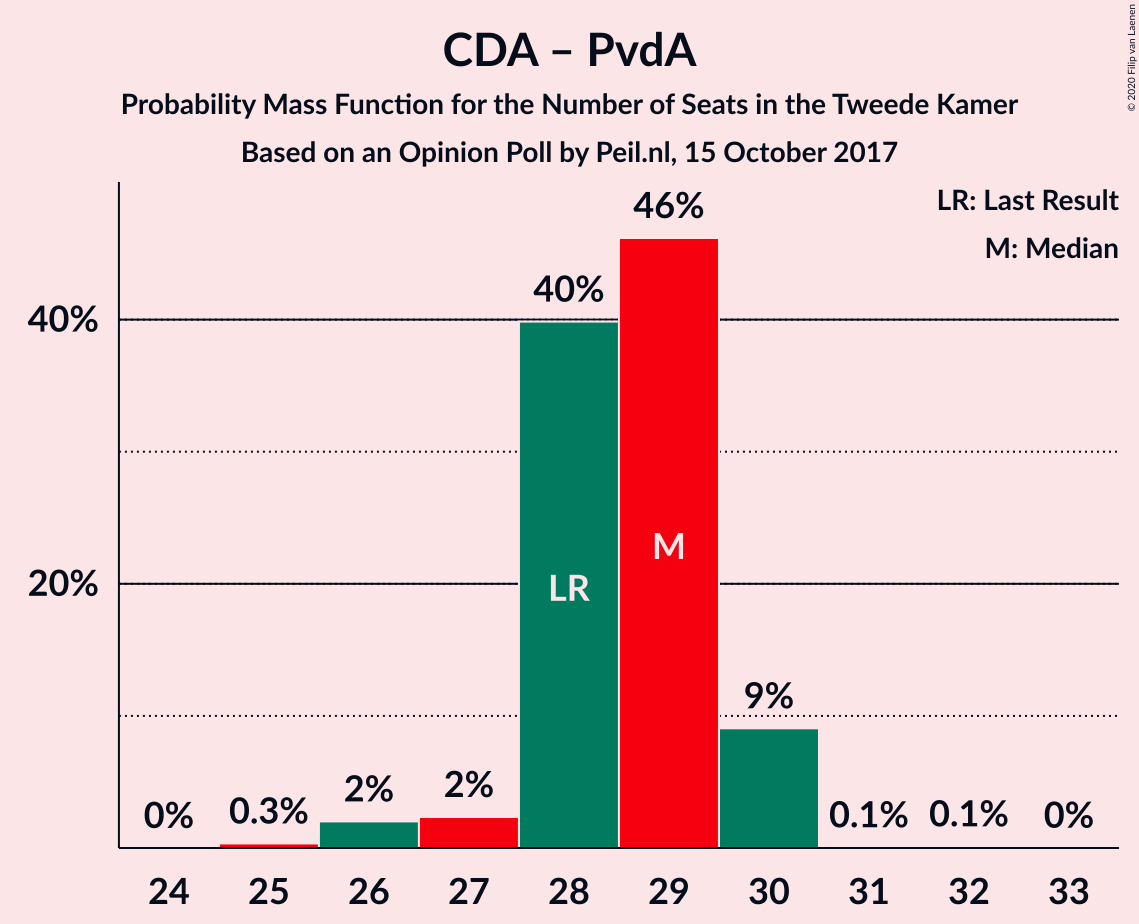 CDA – PvdA
Probability Mass Function for the Number of Seats in the Tweede Kamer
Based on an Opinion Poll by Peil.nl, 15 October 2017
© 2020 Filip van Laenen
LR: Last Result
M: Median
46%
40%
40%
20%
M
LR
9%
0%
0.3%
2%
2%
0.1%
0.1%
0%
24 25 26 27 28 29 30 31 32 33